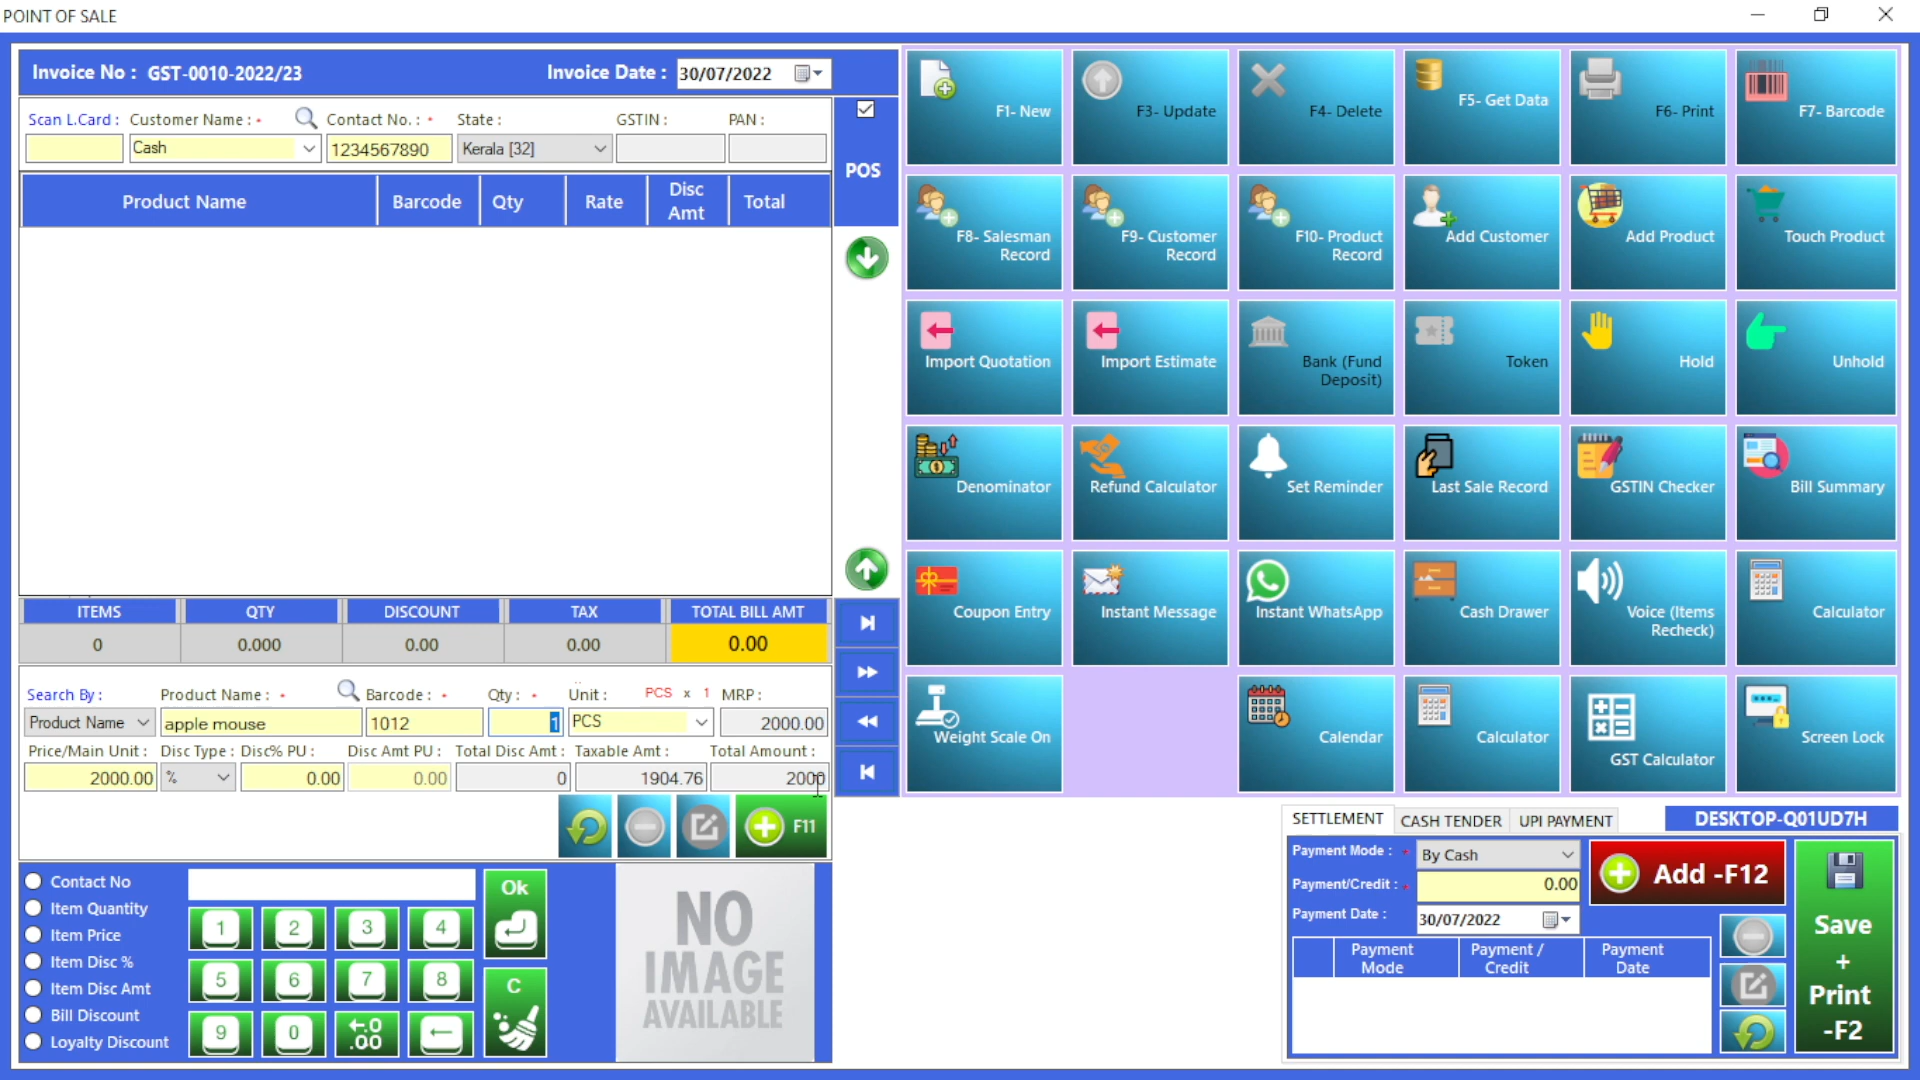 POINT OF SALE
Invoice No : GST-0010-2022/23
Invoice Date : 30/07/2022
Scan L.Card : Customer Name : * Contact No. : * State : GSTIN : PAN :
Cash 1234567890 Kerala [32]
POS
Product Name Barcode Qty Rate Disc Amt Total
ITEMS QTY DISCOUNT TAX TOTAL BILL AMT
0 0.000 0.00 0.00 0.00
Search By : Product Name : * Barcode : * Qty : * Unit : PCS x 1 MRP :
Product Name apple mouse 1012 1 PCS 2000.00
Price/Main Unit : Disc Type : Disc% PU : Disc Amt PU : Total Disc Amt : Taxable Amt : Total Amount :
2000.00 % 0.00 0.00 0 1904.76 2000
F11
Contact No
Item Quantity
Item Price
Item Disc %
Item Disc Amt
Bill Discount
Loyalty Discount
1 2 3 4
5 6 7 8
9 0 ←.0 .00 ←
Ok
C
NO
IMAGE
AVAILABLE
F1- New
F3- Update
F4- Delete
F5- Get Data
F6- Print
F7- Barcode
F8- Salesman
Record
F9- Customer
Record
F10- Product
Record
Add Customer
Add Product
Touch Product
Import Quotation
Import Estimate
Bank (Fund
Deposit)
Token
Hold
Unhold
Denominator
Refund Calculator
Set Reminder
Last Sale Record
GSTIN Checker
Bill Summary
Coupon Entry
Instant Message
Instant WhatsApp
Cash Drawer
Voice (Items
Recheck)
Calculator
Weight Scale On
Calendar
Calculator
GST Calculator
Screen Lock
SETTLEMENT CASH TENDER UPI PAYMENT
DESKTOP-Q01UD7H
Payment Mode : * By Cash
Payment/Credit : * 0.00
Payment Date : 30/07/2022
Add -F12
Payment
Mode
Payment /
Credit
Payment
Date
Save
+
Print
-F2